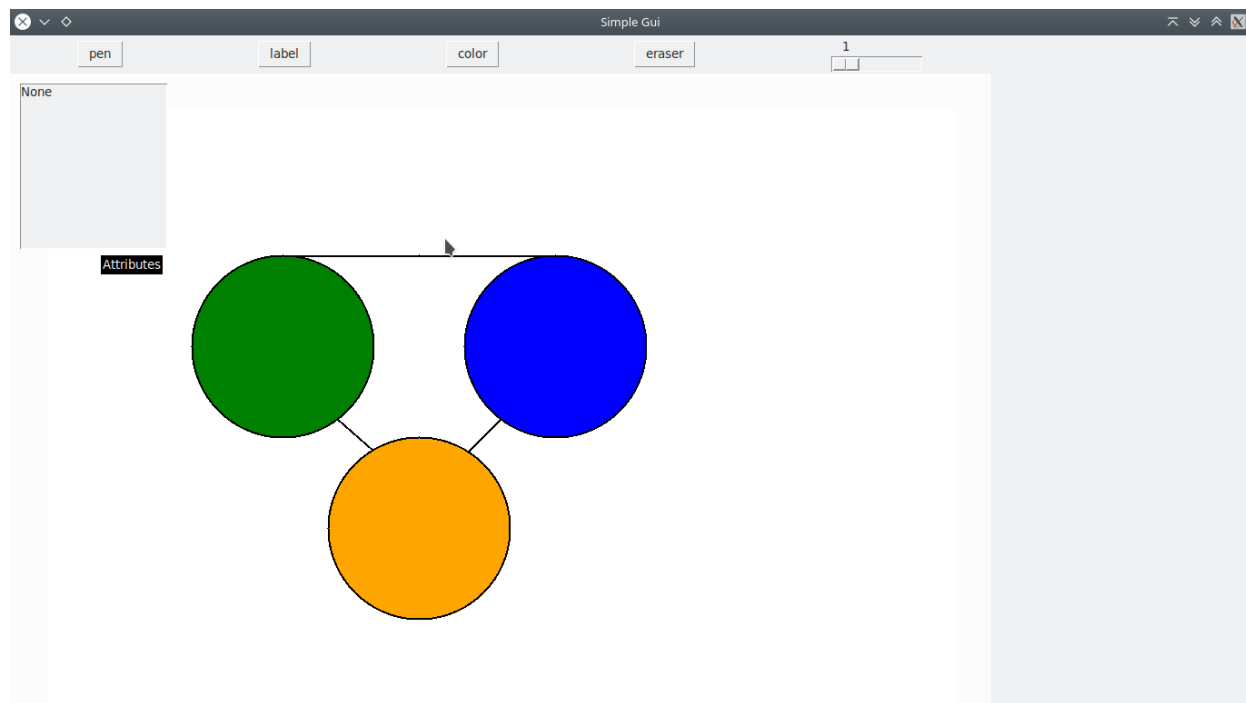 Simple Gui
pen
label
color
eraser
1
None
Attributes